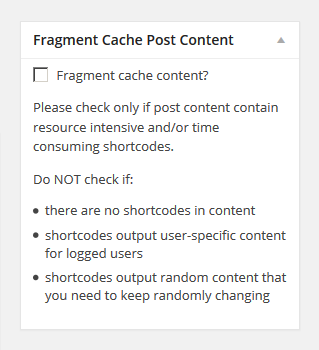 Fragment Cache Post Content
Fragment cache content?
Please check only if post content contain
resource intensive and/or time
consuming shortcodes.
Do NOT check if:
there are no shortcodes in content
shortcodes output user-specific content
for logged users
shortcodes output random content that
you need to keep randomly changing